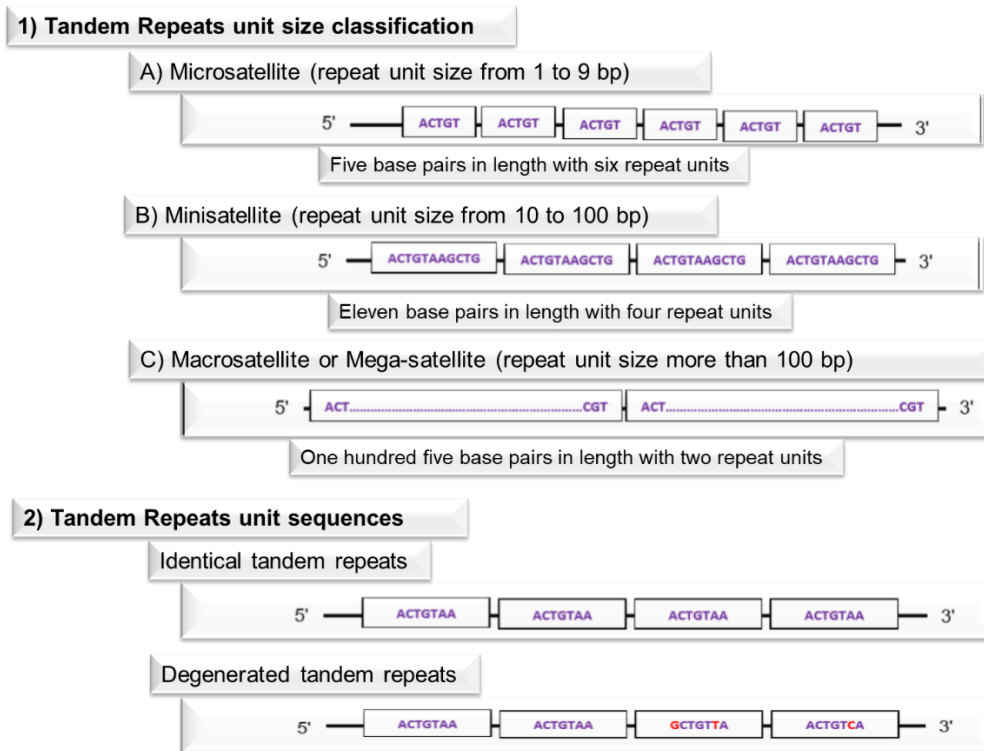 1) Tandem Repeats unit size classification
A) Microsatellite (repeat unit size from 1 to 9 bp)
5' ACTGT ACTGT ACTGT ACTGT ACTGT ACTGT 3'
Five base pairs in length with six repeat units
B) Minisatellite (repeat unit size from 10 to 100 bp)
5' ACTGTAAGCTG ACTGTAAGCTG ACTGTAAGCTG ACTGTAAGCTG 3'
Eleven base pairs in length with four repeat units
C) Macrosatellite or Mega-satellite (repeat unit size more than 100 bp)
5' ACT..............................................................CGT ACT..............................................................CGT 3'
One hundred five base pairs in length with two repeat units
2) Tandem Repeats unit sequences
Identical tandem repeats
5' ACTGTAA ACTGTAA ACTGTAA ACTGTAA 3'
Degenerated tandem repeats
5' ACTGTAA ACTGTAA GCTGTTA ACTGTCA 3'